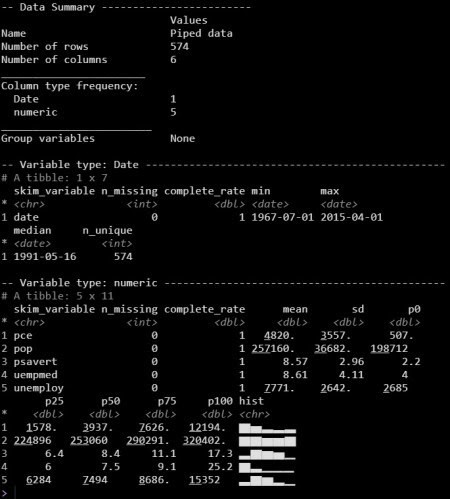 -- Data Summary ------------------------
Values
Name Piped data
Number of rows 574
Number of columns 6
_______________________
Column type frequency:
Date 1
numeric 5
________________________
Group variables None
-- Variable type: Date ------------------------------------------------
# A tibble: 1 x 7
skim_variable n_missing complete_rate min max
* <chr> <int> <dbl> <date> <date>
1 date 0 1 1967-07-01 2015-04-01
median n_unique
* <date> <int>
1 1991-05-16 574
-- Variable type: numeric ---------------------------------------------
# A tibble: 5 x 11
skim_variable n_missing complete_rate mean sd p0
* <chr> <int> <dbl> <dbl> <dbl> <dbl>
1 pce 0 1 4820. 3557. 507.
2 pop 0 1 257160. 36682. 198712
3 psavert 0 1 8.57 2.96 2.2
4 uempmed 0 1 8.61 4.11 4
5 unemploy 0 1 7771. 2642. 2685
p25 p50 p75 p100 hist
* <dbl> <dbl> <dbl> <dbl> <chr>
1 1578. 3937. 7626. 12194. ▇▅▂▂▂
2 224896 253060 290291. 320402. ▇▇▇▇▇
3 6.4 8.4 11.1 17.3 ▂▇▆▅▁
4 6 7.5 9.1 25.2 ▇▆▁▁▁
5 6284 7494 8686. 15352 ▃▇▆▂▁
>